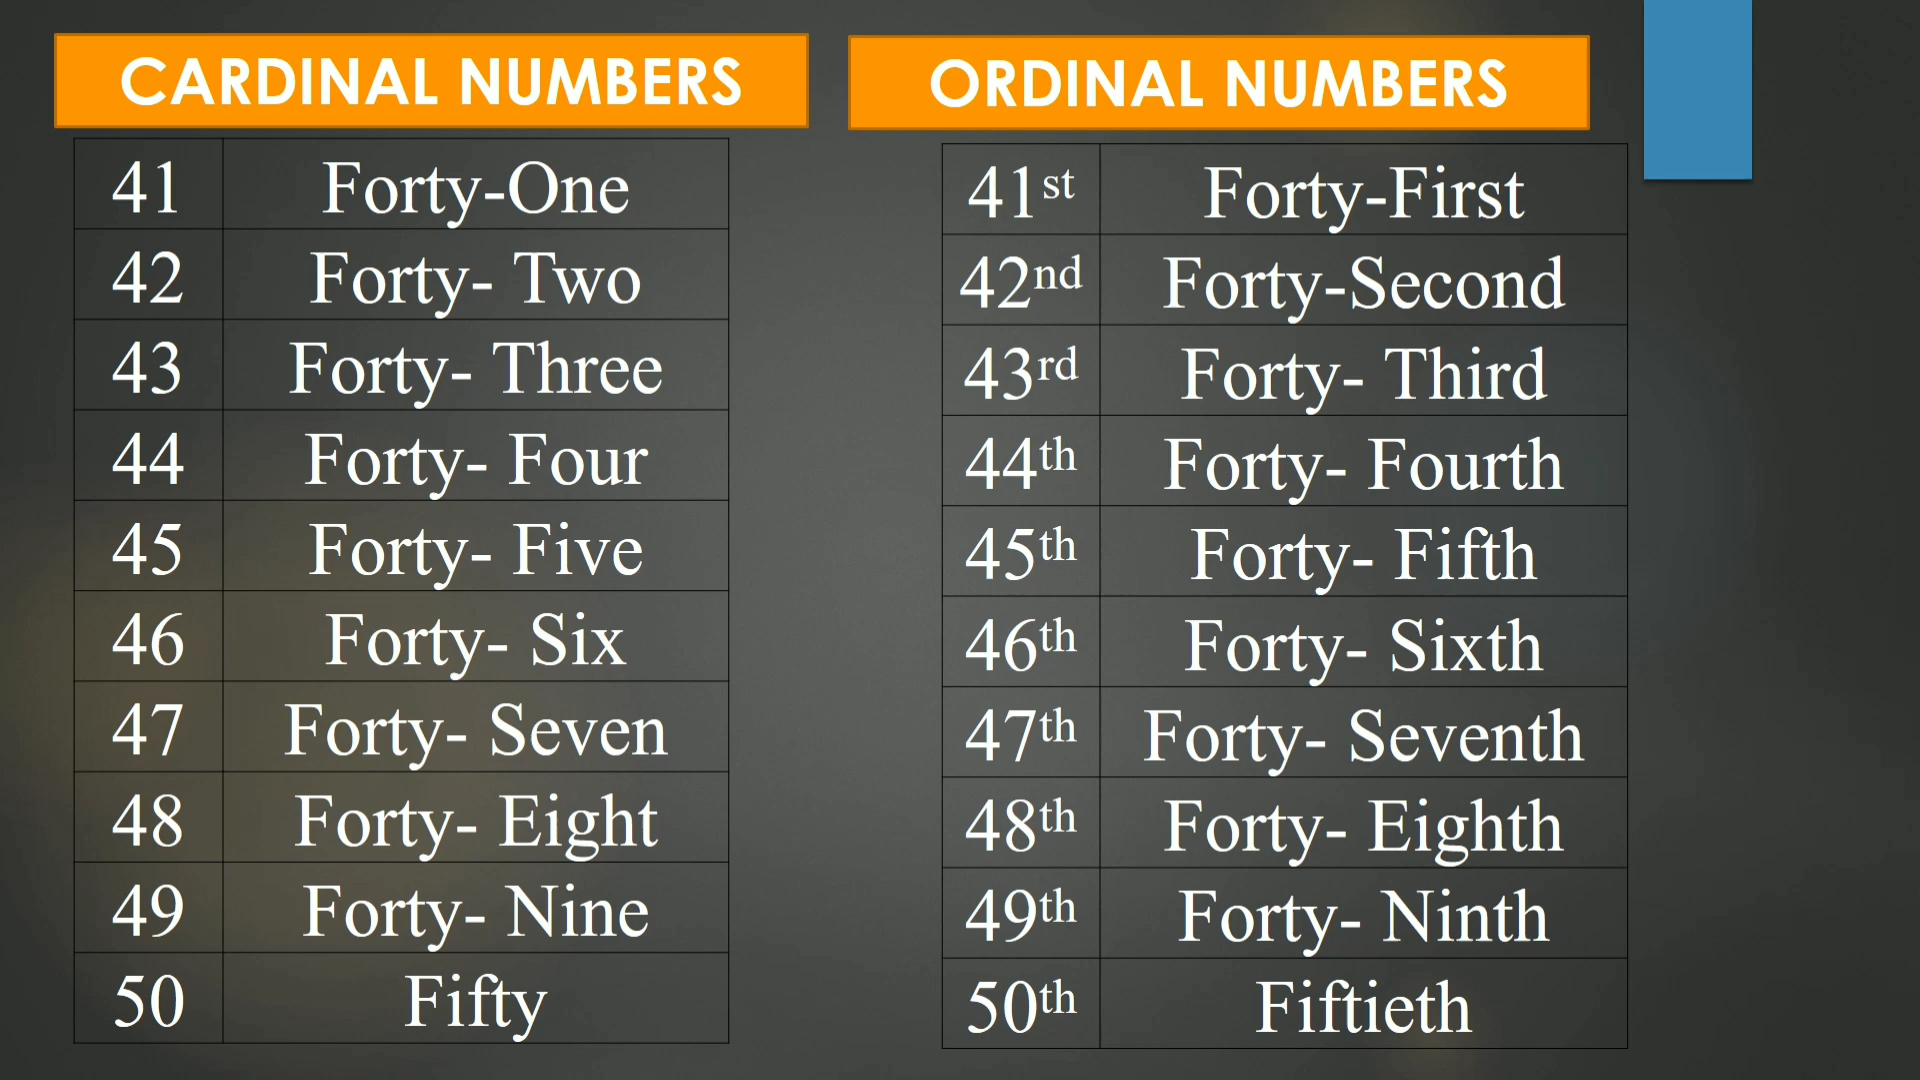 CARDINAL NUMBERS
41 Forty-One
42 Forty- Two
43 Forty- Three
44 Forty- Four
45 Forty- Five
46 Forty- Six
47 Forty- Seven
48 Forty- Eight
49 Forty- Nine
50 Fifty
ORDINAL NUMBERS
41st Forty-First
42nd Forty-Second
43rd Forty- Third
44th Forty- Fourth
45th Forty- Fifth
46th Forty- Sixth
47th Forty- Seventh
48th Forty- Eighth
49th Forty- Ninth
50th Fiftieth